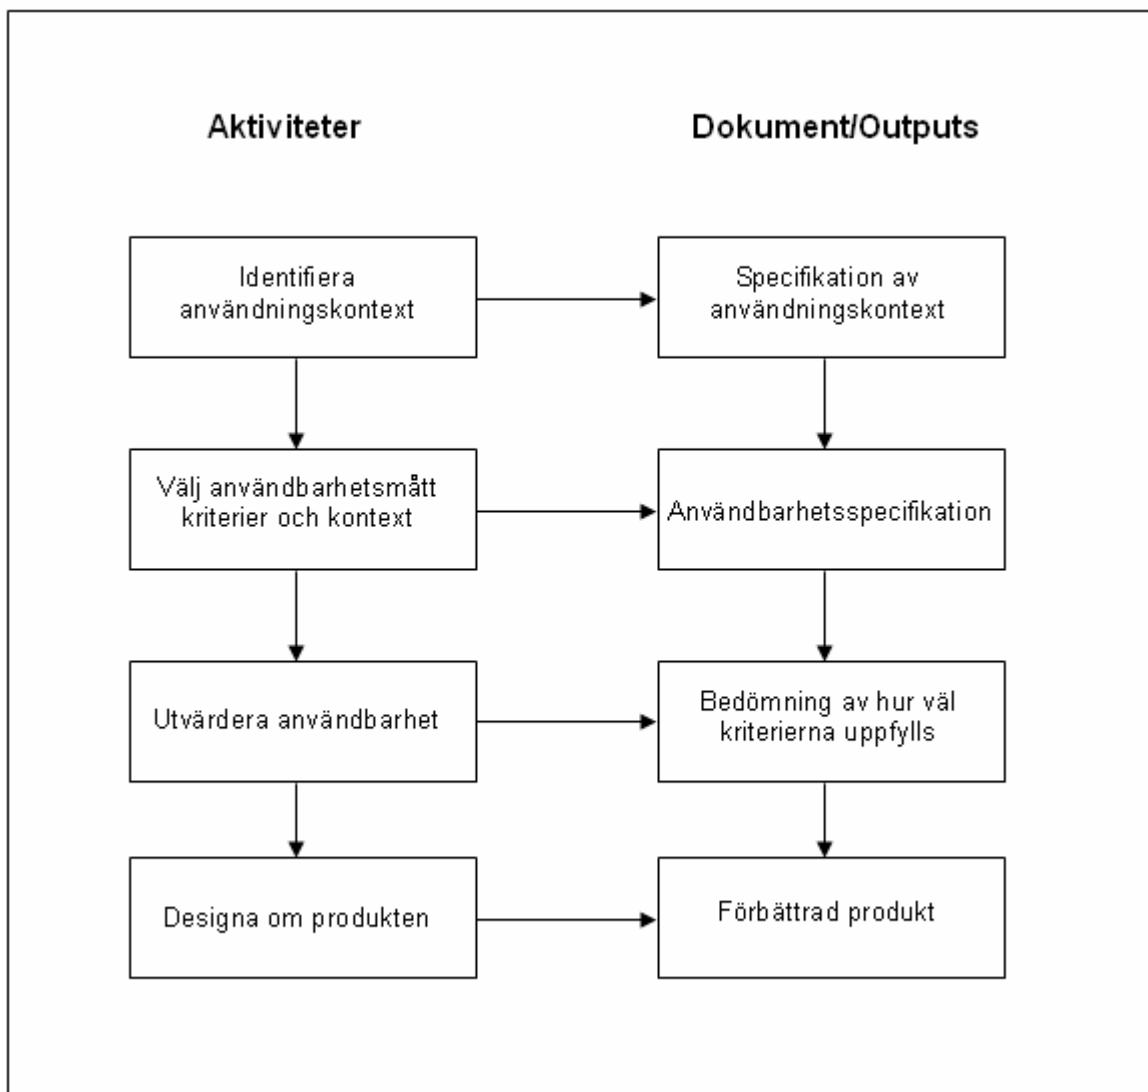 Aktiviteter
Dokument/Outputs
Identifiera
användningskontext
Specifikation av
användningskontext
Välj användbarhetsmått
kriterier och kontext
Användbarhetsspecifikation
Utvärdera användbarhet
Bedömning av hur väl
kriterierna uppfylls
Designa om produkten
Förbättrad produkt